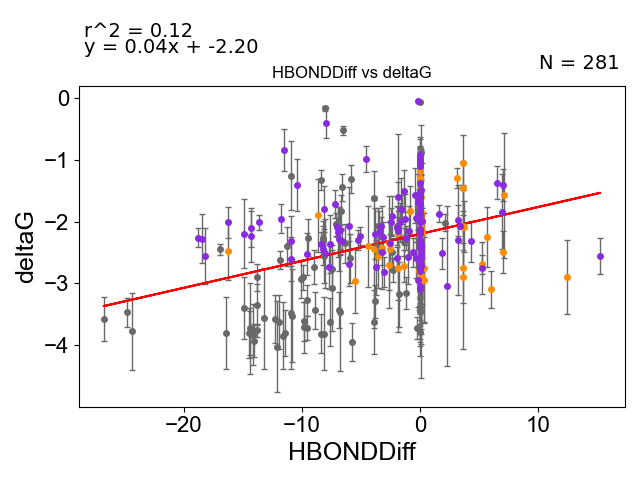 r^2 = 0.12
y = 0.04x + -2.20
N = 281
HBONDDiff vs deltaG
deltaG
0
−1
−2
−3
−4
−20
−10
0
10
HBONDDiff